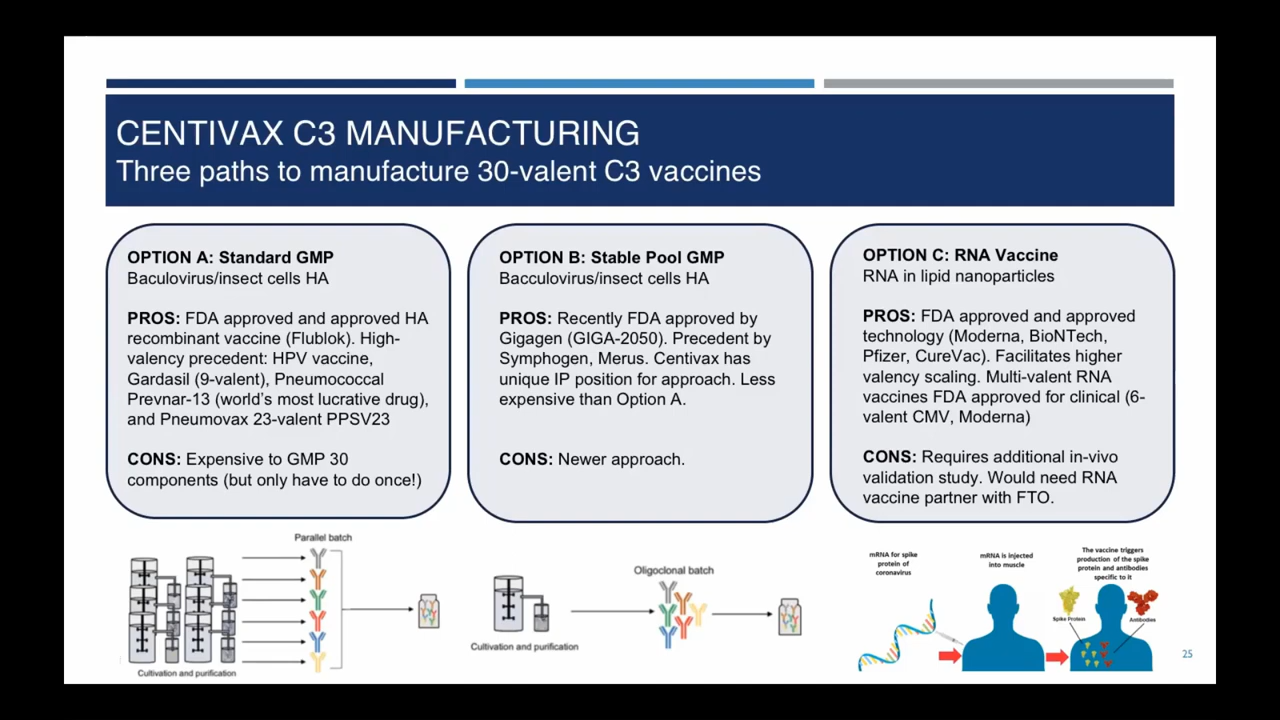 CENTIVAX C3 MANUFACTURING
Three paths to manufacture 30-valent C3 vaccines
OPTION A: Standard GMP
Baculovirus/insect cells HA
PROS: FDA approved and approved HA
recombinant vaccine (Flublok). High-
valency precedent: HPV vaccine,
Gardasil (9-valent), Pneumococcal
Prevnar-13 (world's most lucrative drug),
and Pneumovax 23-valent PPSV23
CONS: Expensive to GMP 30
components (but only have to do once!)
OPTION B: Stable Pool GMP
Bacculovirus/insect cells HA
PROS: Recently FDA approved by
Gigagen (GIGA-2050). Precedent by
Symphogen, Merus. Centivax has
unique IP position for approach. Less
expensive than Option A.
CONS: Newer approach.
OPTION C: RNA Vaccine
RNA in lipid nanoparticles
PROS: FDA approved and approved
technology (Moderna, BioNTech,
Pfizer, CureVac). Facilitates higher
valency scaling. Multi-valent RNA
vaccines FDA approved for clinical (6-
valent CMV, Moderna)
CONS: Requires additional in-vivo
validation study. Would need RNA
vaccine partner with FTO.
Parallel batch
Cultivation and purification
Oligoclonal batch
Cultivation and purification
mRNA for spike
protein of
coronavirus
mRNA is injected
into muscle
The vaccine triggers
production of the spike
protein and antibodies
specific to it
Spike Protein
Antibodies
25